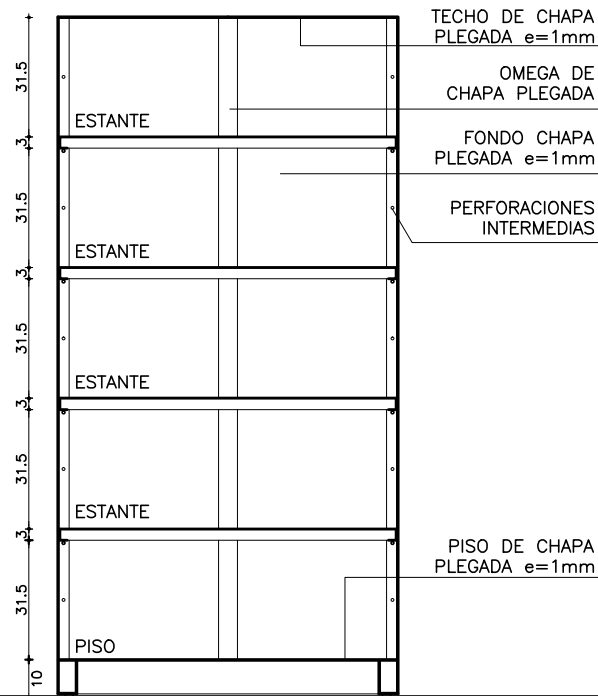 TECHO DE CHAPA
PLEGADA e=1mm
OMEGA DE
CHAPA PLEGADA
FONDO CHAPA
PLEGADA e=1mm
PERFORACIONES
INTERMEDIAS
PISO DE CHAPA
PLEGADA e=1mm
ESTANTE
ESTANTE
ESTANTE
ESTANTE
PISO
31.5
3
31.5
3
31.5
3
31.5
3
31.5
10